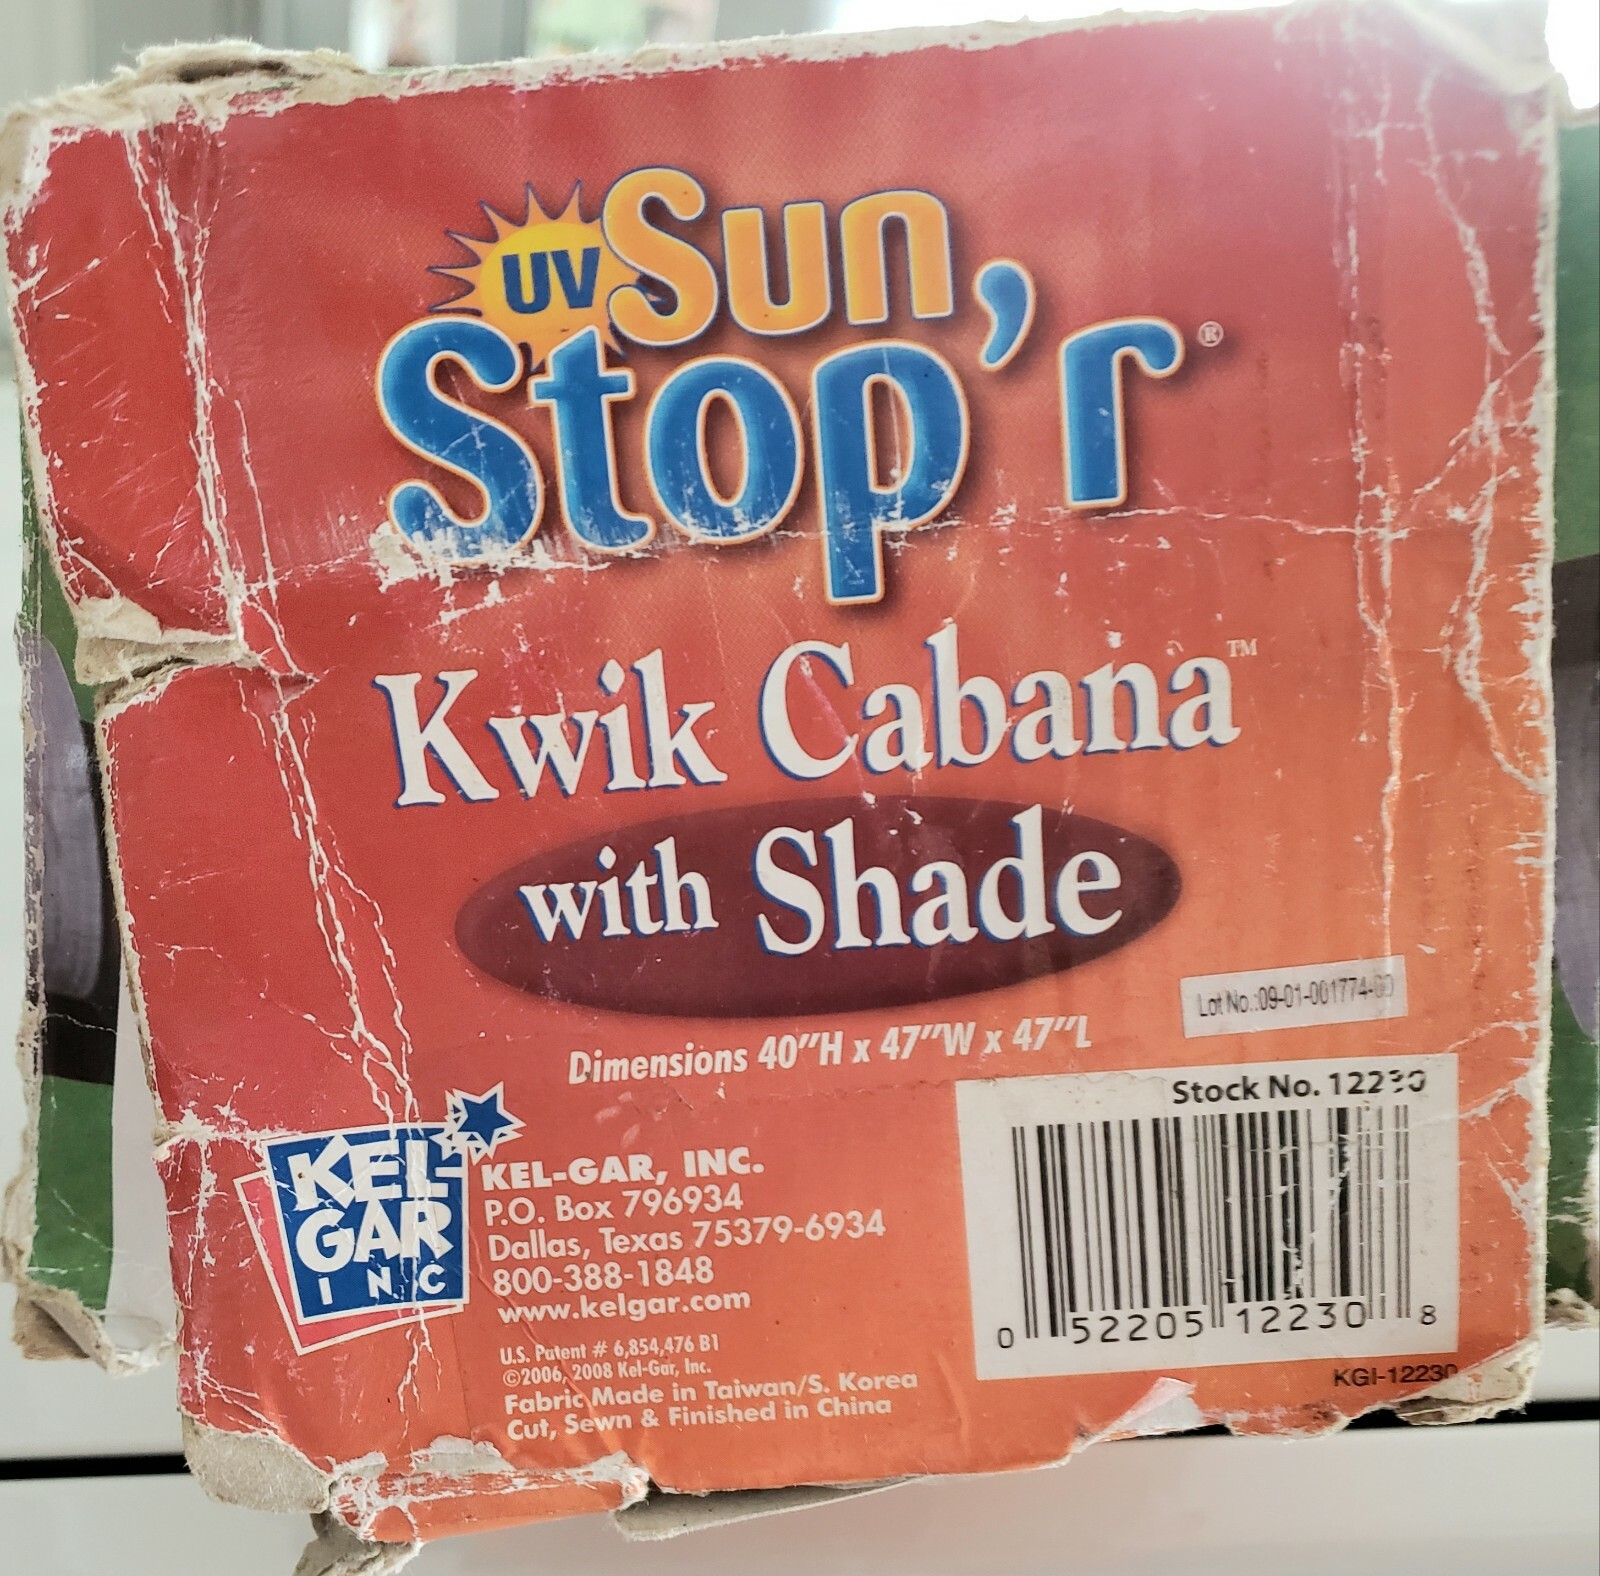 UV Sun
Stop'r®
Kwik Cabana™
with Shade
Dimensions 40"H x 47"W x 47"L
Lot No.:09-01-001774-00
Stock No. 12230
KEL-
GAR
INC
KEL-GAR, INC.
P.O. Box 796934
Dallas, Texas 75379-6934
800-388-1848
www.kelgar.com
U.S. Patent # 6,854,476 B1
©2006, 2008 Kel-Gar, Inc.
Fabric Made in Taiwan/S. Korea
Cut, Sewn & Finished in China
0 52205 12230 8
KGI-12230